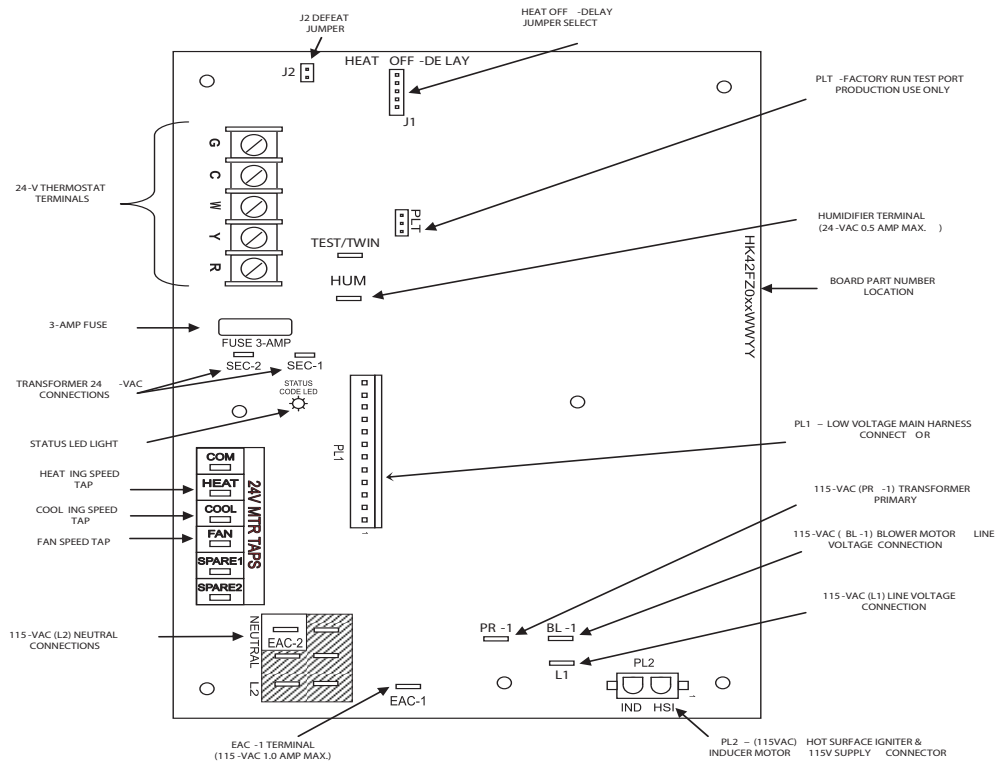 J2 DEFEAT
JUMPER
HEAT OFF -DELAY
JUMPER SELECT
J2
HEAT OFF -DE LAY
J1
PLT -FACTORY RUN TEST PORT
PRODUCTION USE ONLY
24 -V THERMOSTAT
TERMINALS
G
C
W
Y
R
PLT
TEST/TWIN
HUM
HUMIDIFIER TERMINAL
(24 -VAC 0.5 AMP MAX. )
HK42FZ0xxWWYY
BOARD PART NUMBER
LOCATION
3-AMP FUSE
FUSE 3-AMP
SEC-2
SEC-1
TRANSFORMER 24 -VAC
CONNECTIONS
STATUS
CODE LED
STATUS LED LIGHT
PL1
1
PL1 – LOW VOLTAGE MAIN HARNESS
CONNECT OR
COM
HEAT
COOL
FAN
SPARE1
SPARE2
24V MTR TAPS
HEAT ING SPEED
TAP
COOL ING SPEED
TAP
FAN SPEED TAP
115-VAC (PR -1) TRANSFORMER
PRIMARY
115-VAC ( BL -1) BLOWER MOTOR LINE
VOLTAGE CONNECTION
115-VAC (L1) LINE VOLTAGE
CONNECTION
115 -VAC (L2) NEUTRAL
CONNECTIONS
NEUTRAL L2
EAC-2
PR -1
BL -1
L1
PL2
1
IND HSI
EAC-1
EAC -1 TERMINAL
(115 -VAC 1.0 AMP MAX.)
PL2 – (115VAC) HOT SURFACE IGNITER &
INDUCER MOTOR 115V SUPPLY CONNECTOR